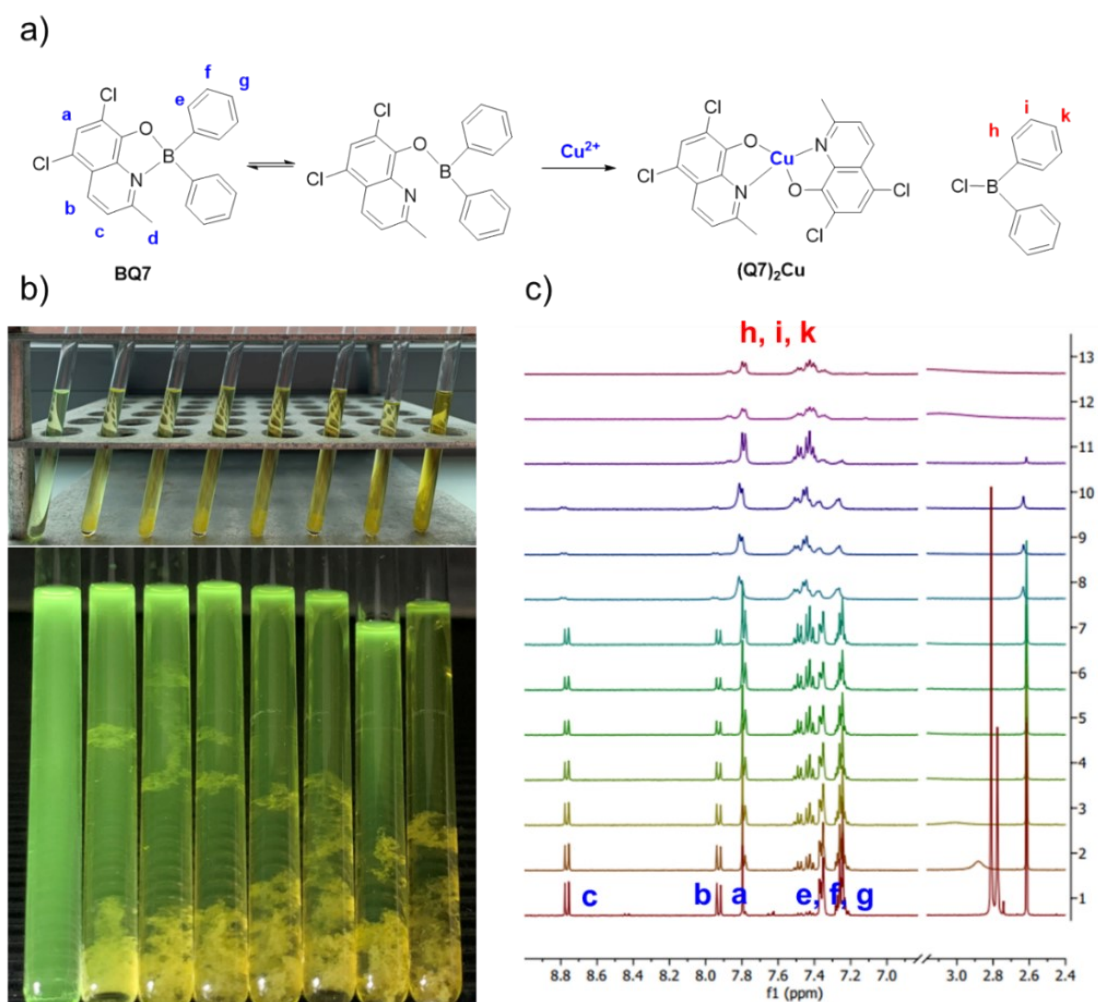 a)
f
g
e
Cl
a
O
B
Cl
N
b
c
d
BQ7
Cl
O
B
Cl
N
Cu2+
Cl
O
N
Cu
Cl
N
O
Cl
Cl
(Q7)2Cu
i
h
k
Cl
B
b)
c)
h, i, k
13
12
11
10
9
8
7
6
5
4
3
2
1
c
b
a
e, f, g
8.8 8.6 8.4 8.2 8.0 7.8 7.6 7.4 7.2 7.0 3.0 2.8 2.6 2.4
f1 (ppm)